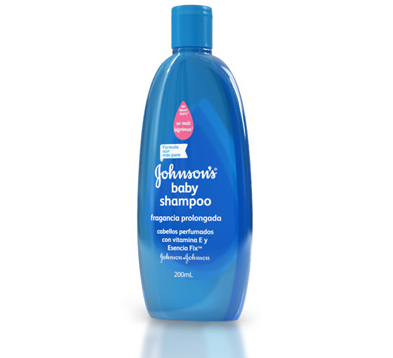 no más
lágrimas®
Fórmula
aún
más pura
Johnson's®
baby
shampoo
fragancia prolongada
cabellos perfumados
con vitamina E y
Esencia Fix™
Johnson & Johnson
200mL